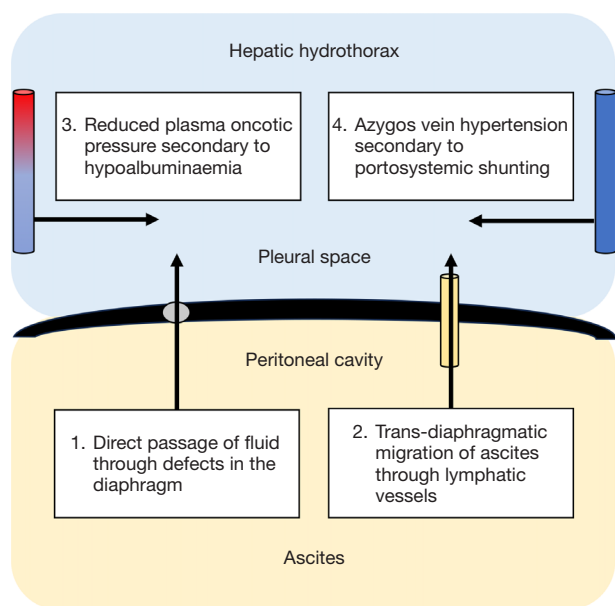 Hepatic hydrothorax
3. Reduced plasma oncotic
pressure secondary to
hypoalbuminaemia
4. Azygos vein hypertension
secondary to
portosystemic shunting
Pleural space
Peritoneal cavity
1. Direct passage of fluid
through defects in the
diaphragm
2. Trans-diaphragmatic
migration of ascites
through lymphatic
vessels
Ascites